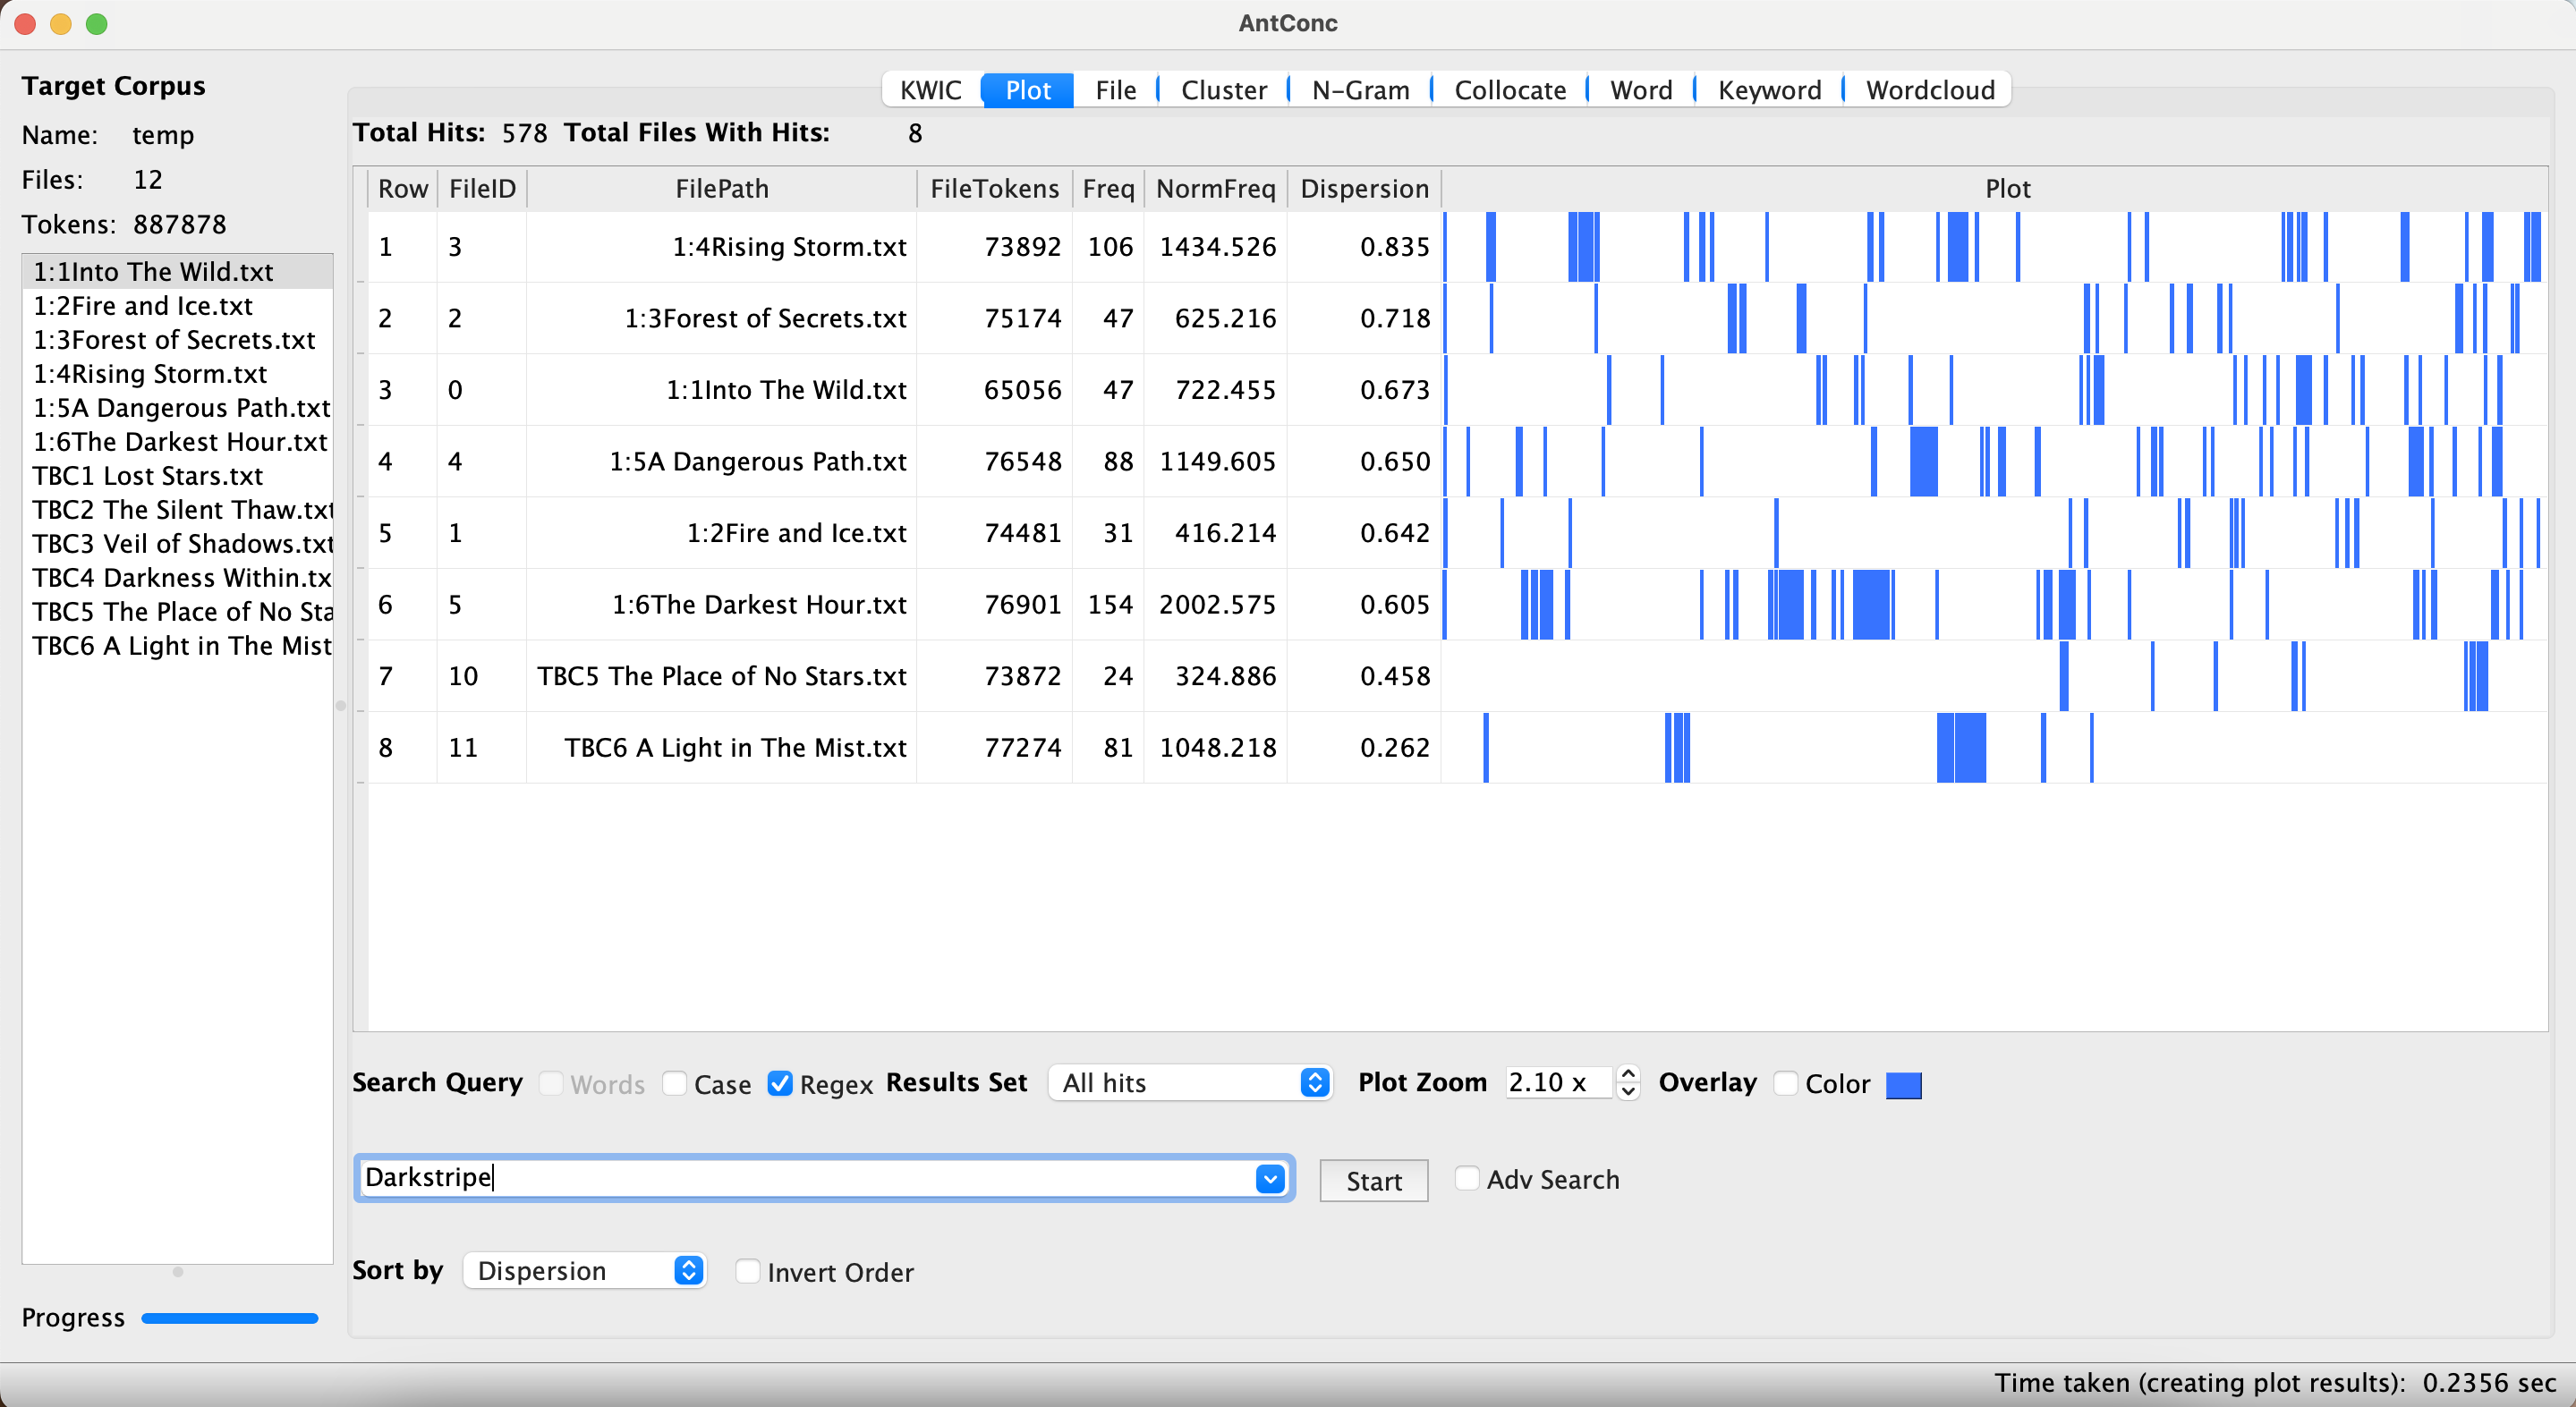 AntConc
Target Corpus
Name: temp
Files: 12
Tokens: 887878
1:1Into The Wild.txt
1:2Fire and Ice.txt
1:3Forest of Secrets.txt
1:4Rising Storm.txt
1:5A Dangerous Path.txt
1:6The Darkest Hour.txt
TBC1 Lost Stars.txt
TBC2 The Silent Thaw.txt
TBC3 Veil of Shadows.txt
TBC4 Darkness Within.tx
TBC5 The Place of No Sta
TBC6 A Light in The Mist
Progress
KWIC Plot File Cluster N-Gram Collocate Word Keyword Wordcloud
Total Hits: 578 Total Files With Hits: 8
Row FileID FilePath FileTokens Freq NormFreq Dispersion Plot
1 3 1:4Rising Storm.txt 73892 106 1434.526 0.835
2 2 1:3Forest of Secrets.txt 75174 47 625.216 0.718
3 0 1:1Into The Wild.txt 65056 47 722.455 0.673
4 4 1:5A Dangerous Path.txt 76548 88 1149.605 0.650
5 1 1:2Fire and Ice.txt 74481 31 416.214 0.642
6 5 1:6The Darkest Hour.txt 76901 154 2002.575 0.605
7 10 TBC5 The Place of No Stars.txt 73872 24 324.886 0.458
8 11 TBC6 A Light in The Mist.txt 77274 81 1048.218 0.262
Search Query Words Case Regex Results Set All hits Plot Zoom 2.10 x Overlay Color
Darkstripe Start Adv Search
Sort by Dispersion Invert Order
Time taken (creating plot results): 0.2356 sec